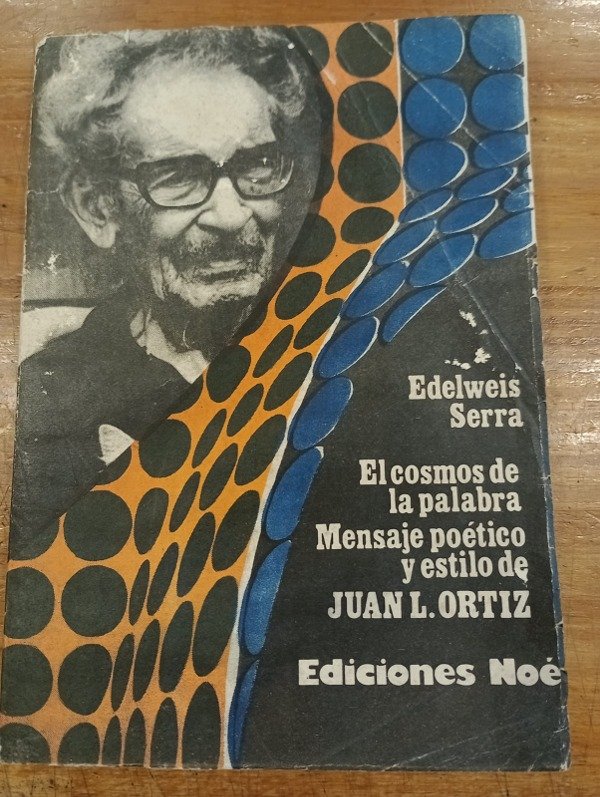 Edelweis
Serra
El cosmos de
la palabra
Mensaje poético
y estilo de
JUAN L. ORTIZ
Ediciones Noé